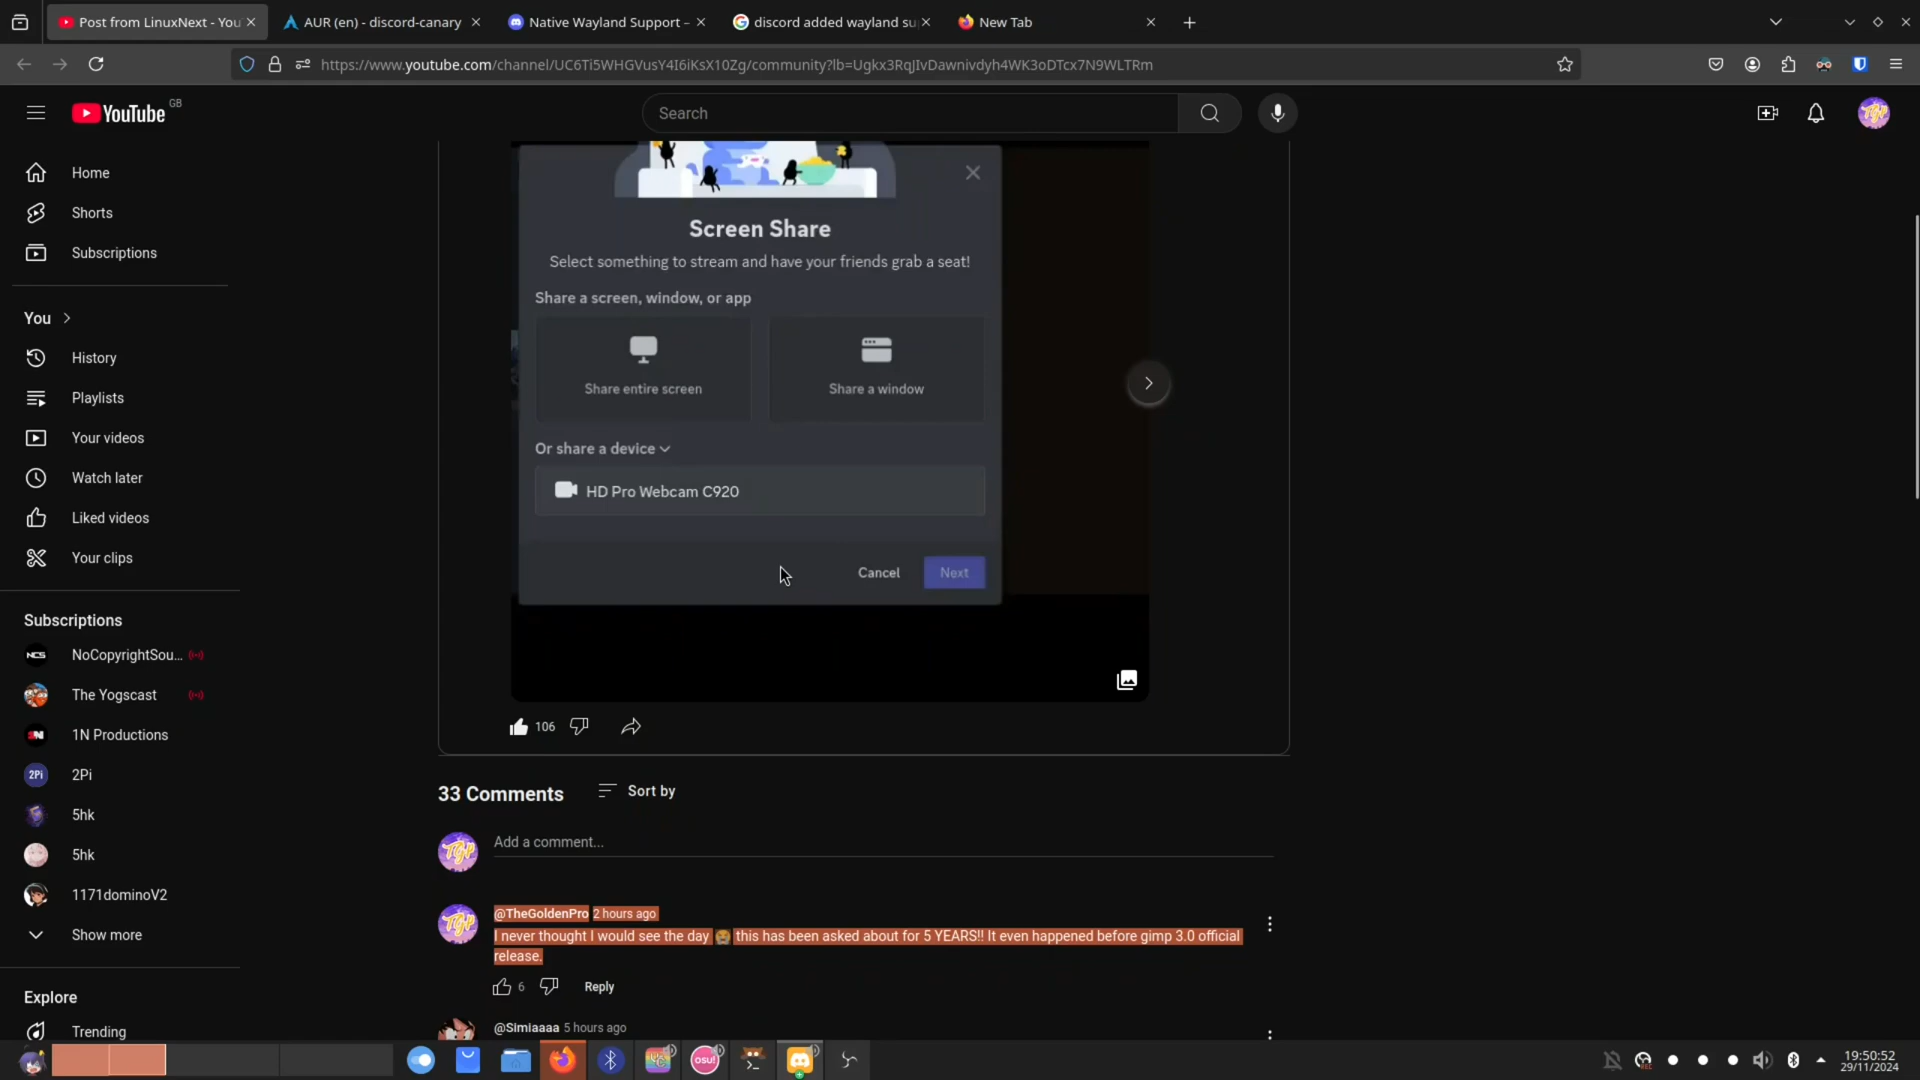 Post from LinuxNext - You
AUR (en) - discord-canary
Native Wayland Support –
discord added wayland su
New Tab
https://www.youtube.com/channel/UC6Ti5WHGVusY4I6iKsX10Zg/community?lb=Ugkx3RqJIvDawnivdyh4WK3oDTcx7N9WLTRm
YouTube GB
Search
TGP
Home
Shorts
Subscriptions
You
History
Playlists
Your videos
Watch later
Liked videos
Your clips
Subscriptions
NCS
NoCopyrightSou...
The Yogscast
1N Productions
2Pi
2Pi
5hk
5hk
1171dominoV2
Show more
Explore
Trending
Screen Share
Select something to stream and have your friends grab a seat!
Share a screen, window, or app
Share entire screen
Share a window
Or share a device
HD Pro Webcam C920
Cancel
Next
106
33 Comments
Sort by
TGP
Add a comment...
TGP
@TheGoldenPro 2 hours ago
I never thought I would see the day 😭 this has been asked about for 5 YEARS!! It even happened before gimp 3.0 official
release.
6
Reply
@Simiaaaa 5 hours ago
osu!
19:50:52
29/11/2024